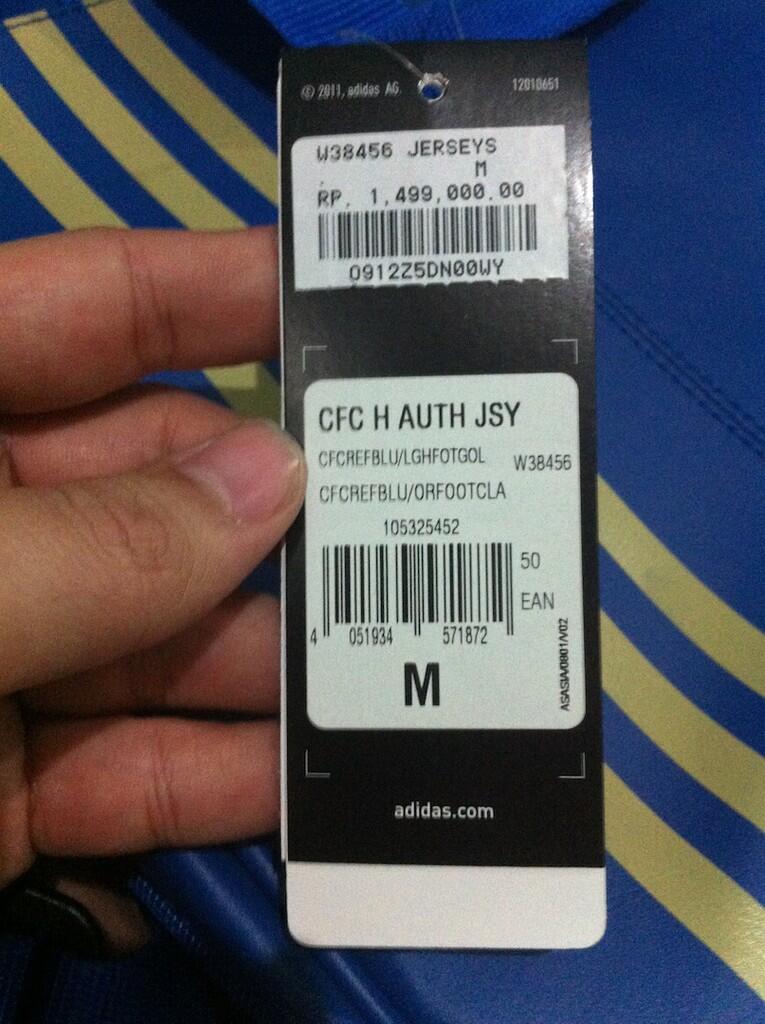 © 2011, adidas AG. 12010651
W38456 JERSEYS
M
RP. 1,499,000.00
0912Z5DN00WY
CFC H AUTH JSY
CFCREFBLU/LGHFOTGOL W38456
CFCREFBLU/ORFOOTCLA
105325452
50
EAN
4 051934 571872
M
ASASIA/0801/V02
adidas.com